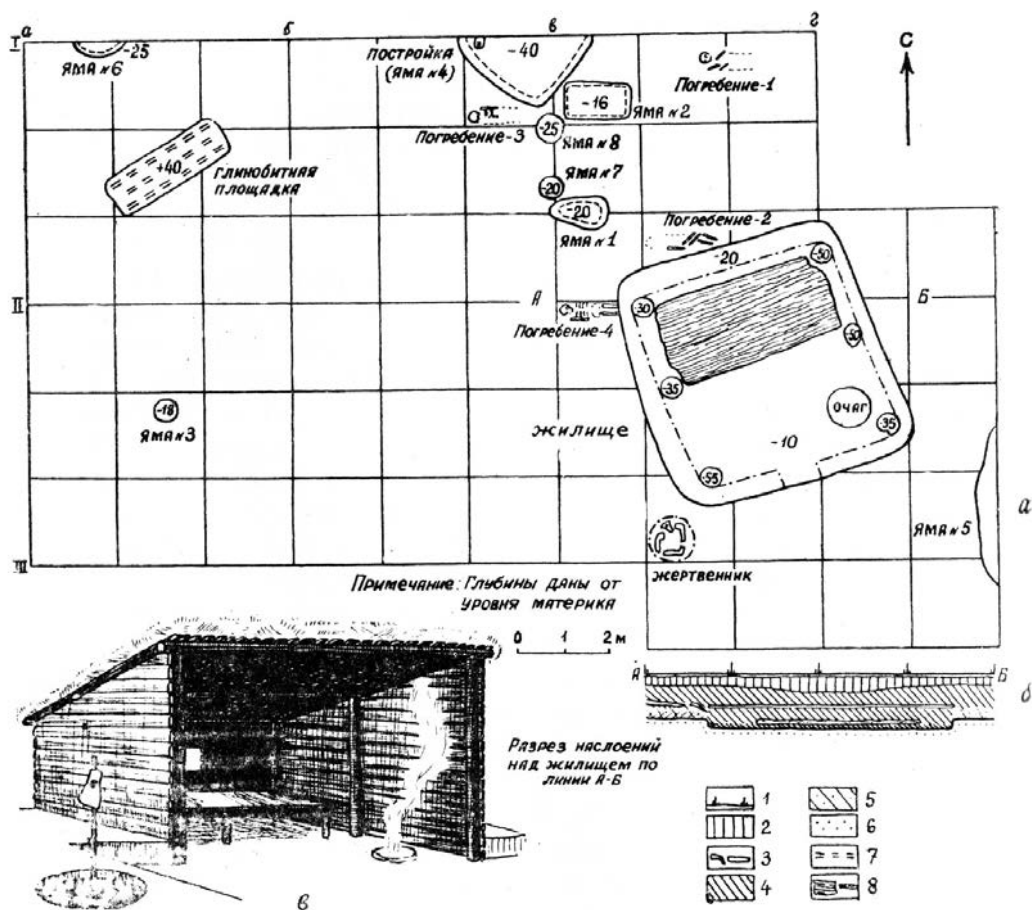 а б в г
I
-25
ЯМА №6
ПОСТРОЙКА
(ЯМА №4)
-40
Погребение-1
С
-16
ЯМА №2
Погребение-3
-25
ЯМА №8
+40
ГЛИНОБИТНАЯ
ПЛОЩАДКА
ЯМА №7
-20
-20
ЯМА №1
Погребение-2
-20
-50
II
А
Б
Погребение-4
-30
-50
-35
ОЧАГ
-35
-18
ЯМА №3
ЖИЛИЩЕ
-10
-55
ЯМА №5
а
III
ЖЕРТВЕННИК
Примечание: Глубины даны от
уровня материка
0 1 2 м
А Б
б
Разрез наслоений
над жилищем по
линии А-Б
1 5
2 6
3 7
4 8
в